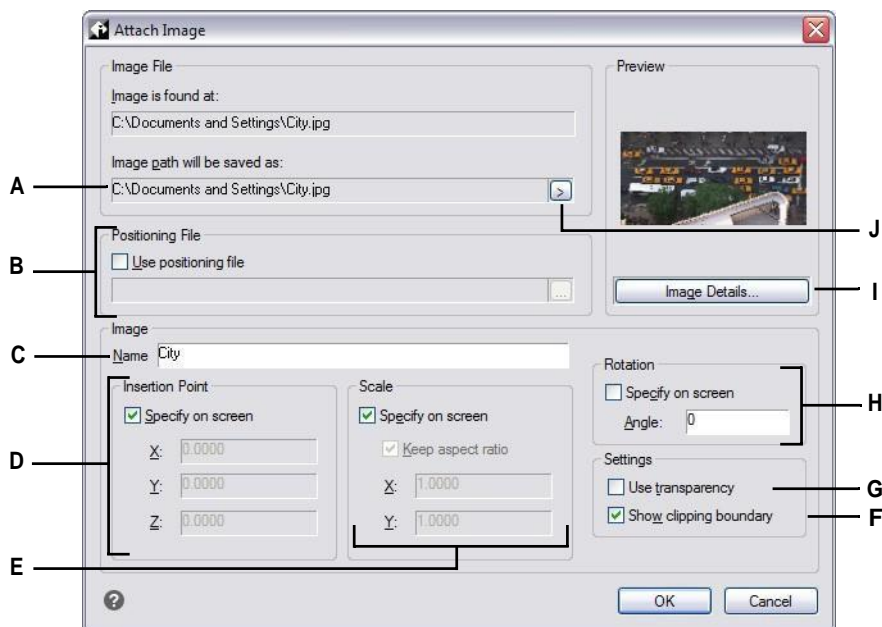 Attach Image
Image File
Image is found at:
C:\Documents and Settings\City.jpg
Image path will be saved as:
C:\Documents and Settings\City.jpg
>
Preview
A
J
Positioning File
Use positioning file
...
B
Image Details...
I
Image
Name City
C
Insertion Point
Specify on screen
X: 0.0000
Y: 0.0000
Z: 0.0000
D
Scale
Specify on screen
Keep aspect ratio
X: 1.0000
Y: 1.0000
E
Rotation
Specify on screen
Angle: 0
H
Settings
Use transparency
G
Show clipping boundary
F
?
OK
Cancel